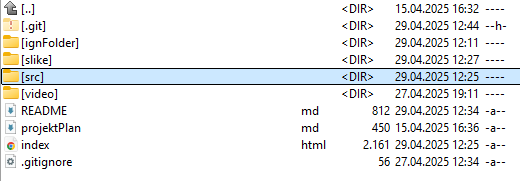 [..] <DIR> 15.04.2025 16:32 ----
[.git] <DIR> 29.04.2025 12:44 --h-
[ignFolder] <DIR> 29.04.2025 12:11 ----
[slike] <DIR> 29.04.2025 12:27 ----
[src] <DIR> 29.04.2025 12:25 ----
[video] <DIR> 27.04.2025 19:11 ----
README md 812 29.04.2025 12:34 -a--
projektPlan md 450 15.04.2025 16:36 -a--
index html 2.161 29.04.2025 12:25 -a--
.gitignore 56 27.04.2025 12:34 -a--